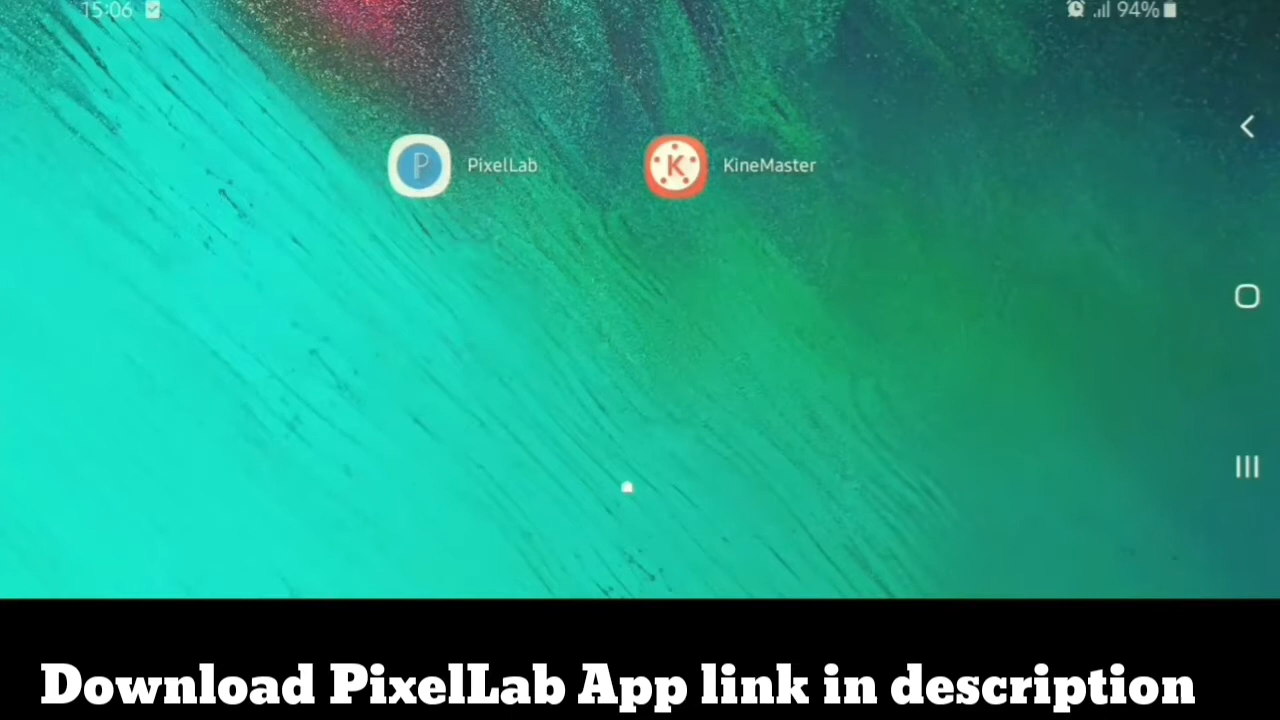 15:06 94%
P PixelLab K KineMaster
Download PixelLab App link in description